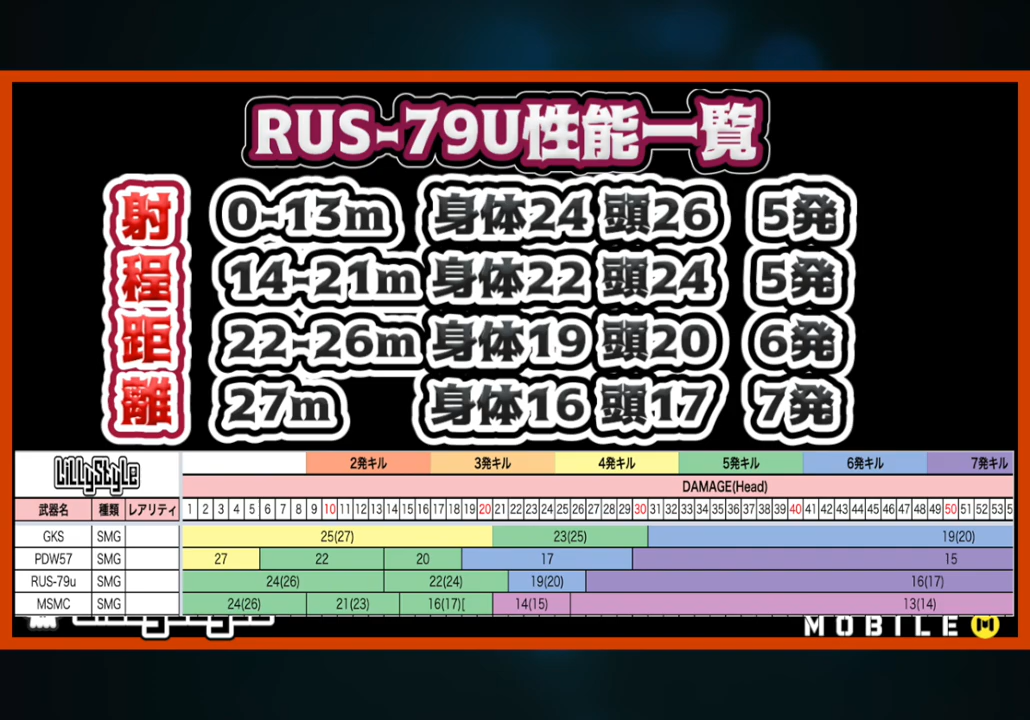 RUS-79U性能一覧
射程距離
0-13m 身体24 頭26 5発
14-21m 身体22 頭24 5発
22-26m 身体19 頭20 6発
27m 身体16 頭17 7発
LillyStyle 2発キル 3発キル 4発キル 5発キル 6発キル 7発キル
DAMAGE(Head)
武器名 種類 レアリティ 1 2 3 4 5 6 7 8 9 10 11 12 13 14 15 16 17 18 19 20 21 22 23 24 25 26 27 28 29 30 31 32 33 34 35 36 37 38 39 40 41 42 43 44 45 46 47 48 49 50 51 52 53 5
GKS SMG 25(27) 23(25) 19(20)
PDW57 SMG 27 22 20 17 15
RUS-79u SMG 24(26) 22(24) 19(20) 16(17)
MSMC SMG 24(26) 21(23) 16(17)[ 14(15) 13(14)
MOBILE